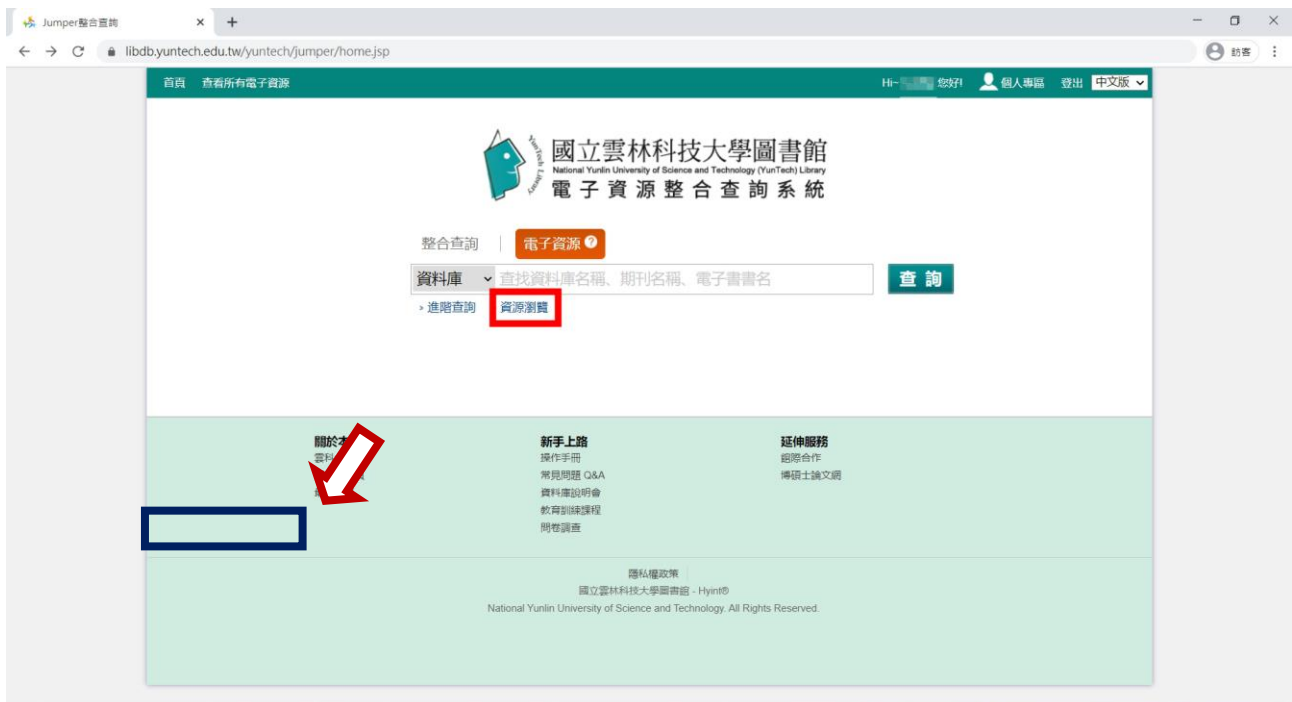 Jumper整合查詢
libdb.yuntech.edu.tw/yuntech/jumper/home.jsp
訪客
首頁 查看所有電子資源
Hi~ 您好! 個人專區 登出 中文版
國立雲林科技大學圖書館
National Yunlin University of Science and Technology (YunTech) Library
電子資源整合查詢系統
YunTech Library
整合查詢 | 電子資源 ?
資料庫 查找資料庫名稱、期刊名稱、電子書書名 查詢
進階查詢 資源瀏覽
關於本
雲科
新手上路
操作手冊
常見問題 Q&A
資料庫說明會
教育訓練課程
問卷調查
延伸服務
館際合作
博碩士論文網
隱私權政策
國立雲林科技大學圖書館 - Hyint®
National Yunlin University of Science and Technology. All Rights Reserved.